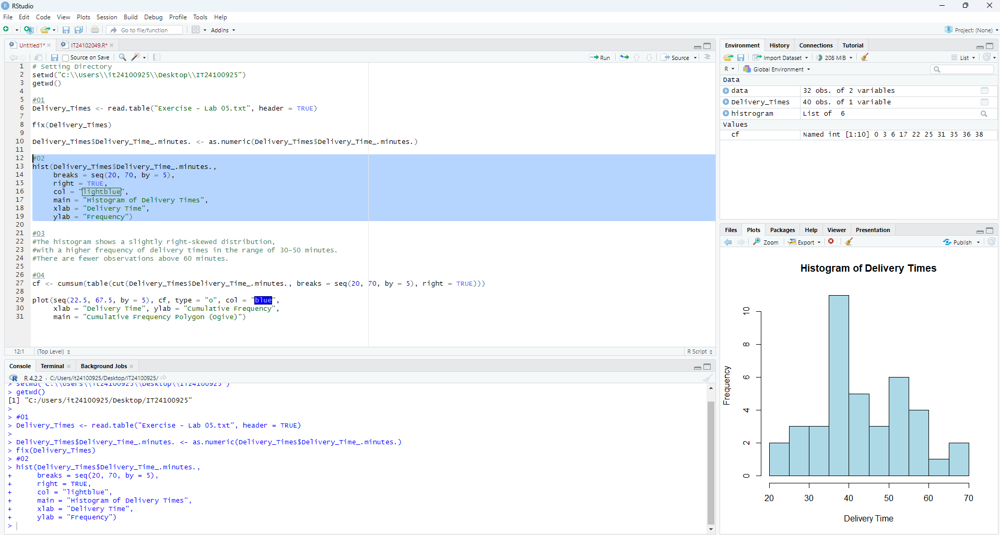 RStudio
File Edit Code View Plots Session Build Debug Profile Tools Help
Go to file/function Addins Project: (None)
Untitled1* IT24102049.R*
Source on Save Run Source
1 # Setting Directory
2 setwd("C:\\Users\\it24100925\\Desktop\\IT24100925")
3 getwd()
4
5 #01
6 Delivery_Times <- read.table("Exercise - Lab 05.txt", header = TRUE)
7
8 fix(Delivery_Times)
9
10 Delivery_Times$Delivery_Time_.minutes. <- as.numeric(Delivery_Times$Delivery_Time_.minutes.)
11
12 #02
13 hist(Delivery_Times$Delivery_Time_.minutes.,
14 breaks = seq(20, 70, by = 5),
15 right = TRUE,
16 col = "lightblue",
17 main = "Histogram of Delivery Times",
18 xlab = "Delivery Time",
19 ylab = "Frequency")
20
21 #03
22 #The histogram shows a slightly right-skewed distribution,
23 #with a higher frequency of delivery times in the range of 30-50 minutes.
24 #There are fewer observations above 60 minutes.
25
26 #04
27 cf <- cumsum(table(cut(Delivery_Times$Delivery_Time_.minutes., breaks = seq(20, 70, by = 5), right = TRUE)))
28
29 plot(seq(22.5, 67.5, by = 5), cf, type = "o", col = "blue",
30 xlab = "Delivery Time", ylab = "Cumulative Frequency",
31 main = "Cumulative Frequency Polygon (Ogive)")
12:1 (Top Level) R Script
Console Terminal Background Jobs
R 4.2.2 · C:/Users/it24100925/Desktop/IT24100925/
> setwd("C:\\Users\\it24100925\\Desktop\\IT24100925")
> getwd()
[1] "C:/Users/it24100925/Desktop/IT24100925"
>
> #01
> Delivery_Times <- read.table("Exercise - Lab 05.txt", header = TRUE)
>
> Delivery_Times$Delivery_Time_.minutes. <- as.numeric(Delivery_Times$Delivery_Time_.minutes.)
> fix(Delivery_Times)
> #02
> hist(Delivery_Times$Delivery_Time_.minutes.,
+ breaks = seq(20, 70, by = 5),
+ right = TRUE,
+ col = "lightblue",
+ main = "Histogram of Delivery Times",
+ xlab = "Delivery Time",
+ ylab = "Frequency")
>
Environment History Connections Tutorial
Import Dataset 208 MiB List
R Global Environment
Data
data 32 obs. of 2 variables
Delivery_Times 40 obs. of 1 variable
histrogram List of 6
Values
cf Named int [1:10] 0 3 6 17 22 25 31 35 36 38
Files Plots Packages Help Viewer Presentation
Zoom Export Publish
Histogram of Delivery Times
10
8
6
4
2
0
Frequency
20 30 40 50 60 70
Delivery Time